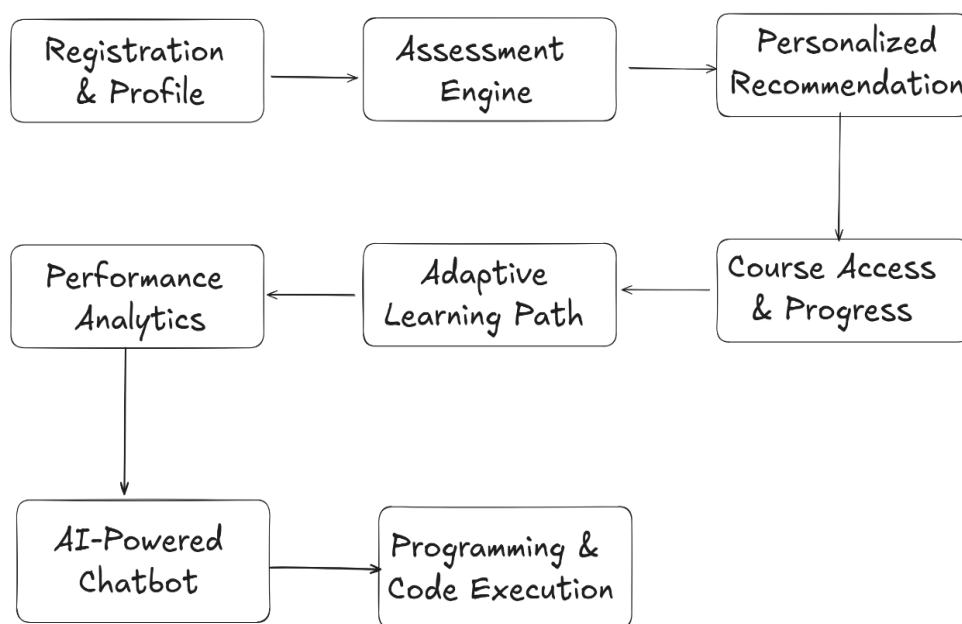 Registration
& Profile
Assessment
Engine
Personalized
Recommendation
Course Access
& Progress
Adaptive
Learning Path
Performance
Analytics
AI-Powered
Chatbot
Programming &
Code Execution